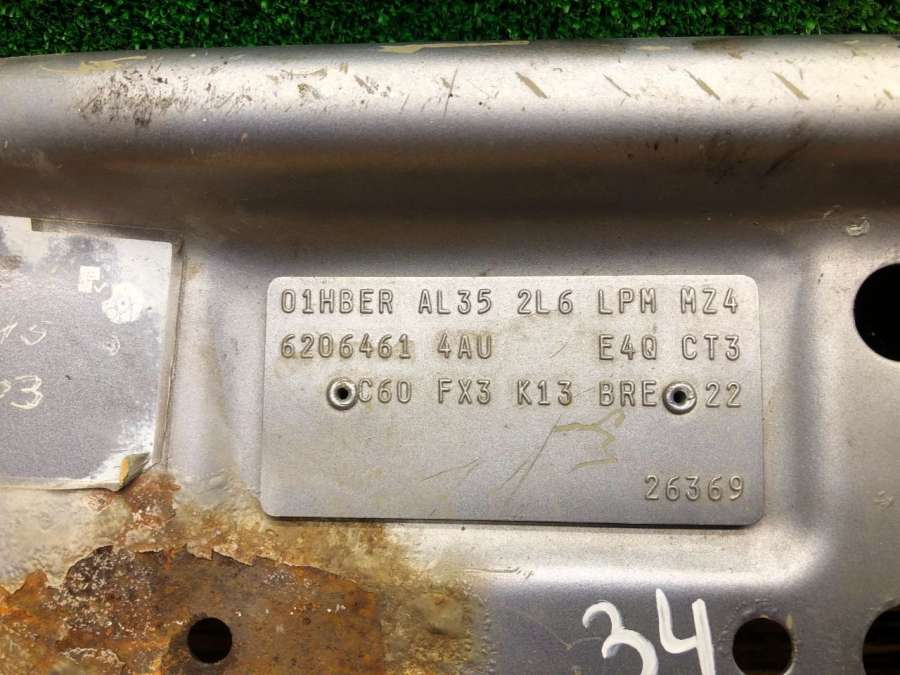 01HBER AL35 2L6 LPM MZ4
6206461 4AU E4Q CT3
C60 FX3 K13 BRE 22
26369
34